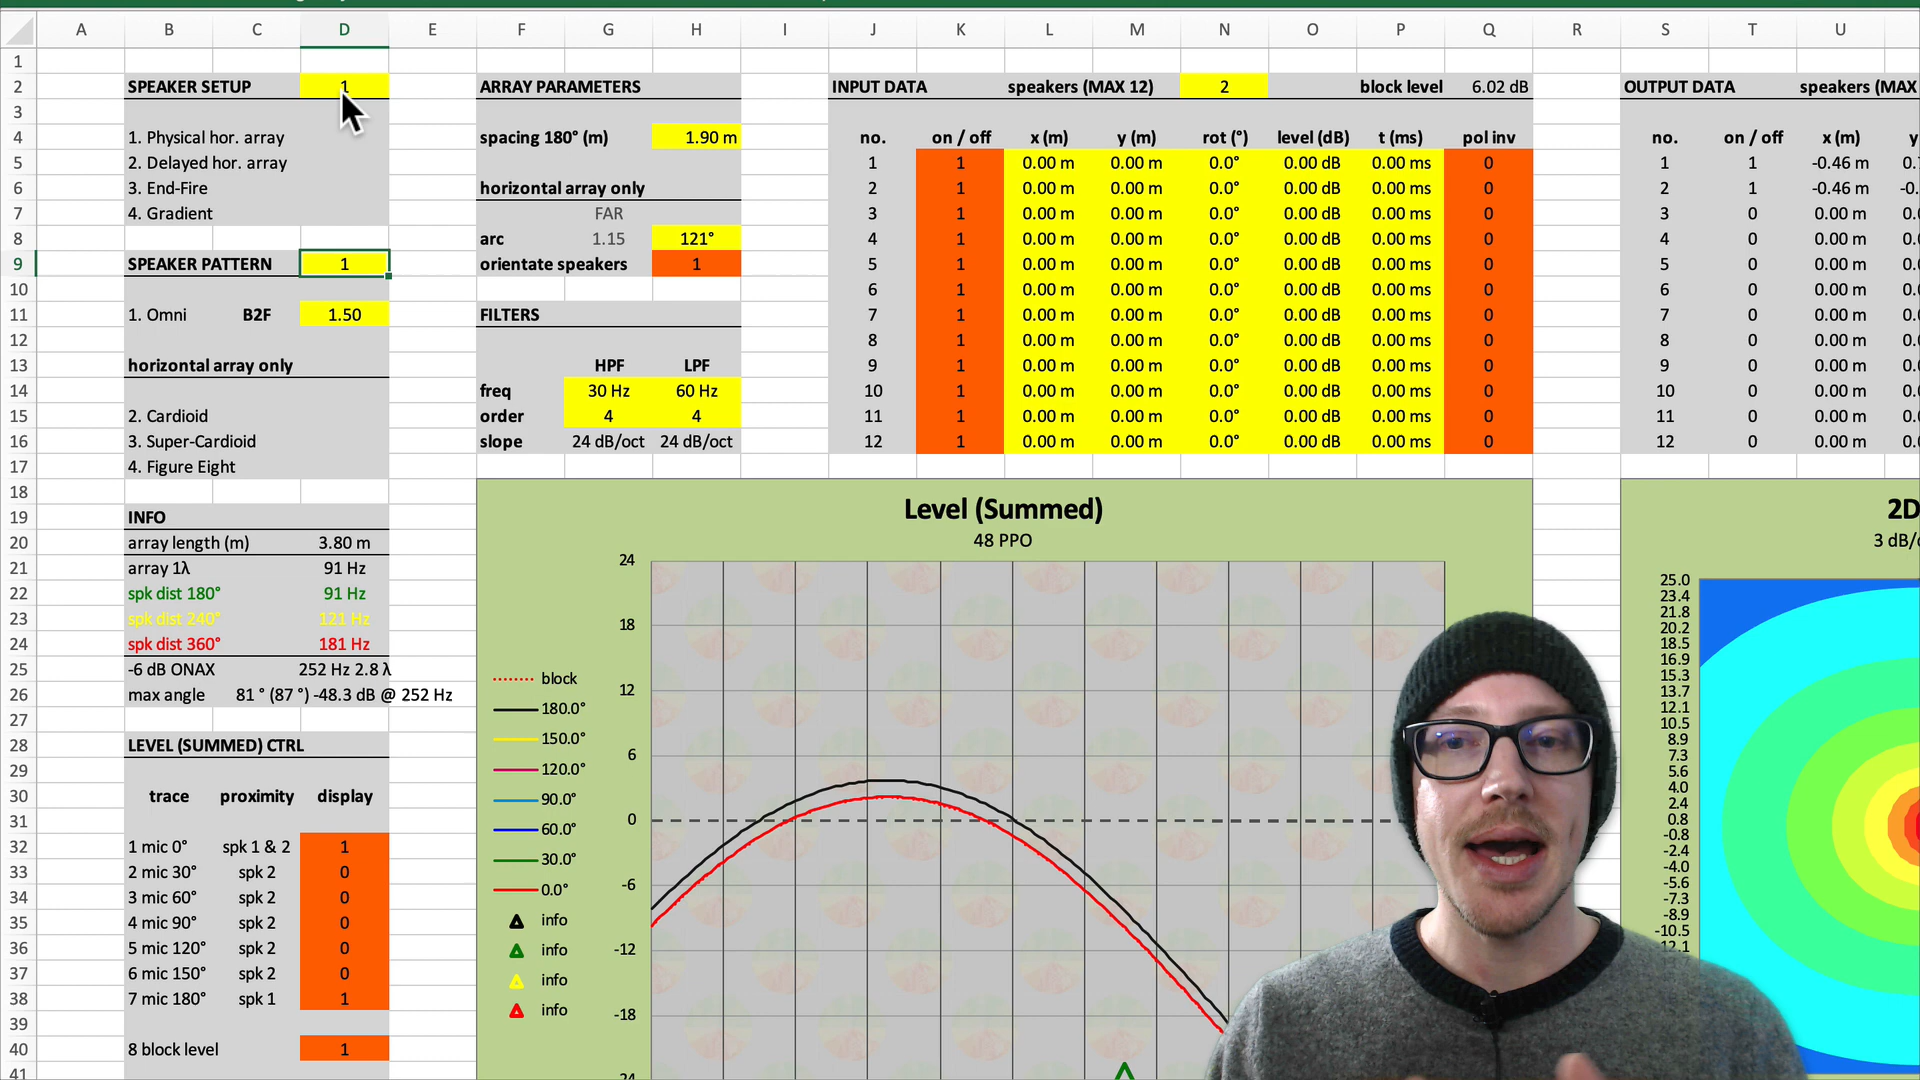 A B C D E F G H I J K L M N O P Q R S T U
1
2 SPEAKER SETUP 1 ARRAY PARAMETERS INPUT DATA speakers (MAX 12) 2 block level 6.02 dB OUTPUT DATA speakers (MAX
3
4 1. Physical hor. array spacing 180° (m) 1.90 m no. on / off x (m) y (m) rot (°) level (dB) t (ms) pol inv no. on / off x (m) y
5 2. Delayed hor. array 1 1 0.00 m 0.00 m 0.0° 0.00 dB 0.00 ms 0 1 1 -0.46 m
6 3. End-Fire horizontal array only 2 1 0.00 m 0.00 m 0.0° 0.00 dB 0.00 ms 0 2 1 -0.46 m
7 4. Gradient FAR 3 1 0.00 m 0.00 m 0.0° 0.00 dB 0.00 ms 0 3 0 0.00 m
8 arc 1.15 121° 4 1 0.00 m 0.00 m 0.0° 0.00 dB 0.00 ms 0 4 0 0.00 m
9 SPEAKER PATTERN 1 orientate speakers 1 5 1 0.00 m 0.00 m 0.0° 0.00 dB 0.00 ms 0 5 0 0.00 m
10 6 1 0.00 m 0.00 m 0.0° 0.00 dB 0.00 ms 0 6 0 0.00 m
11 1. Omni B2F 1.50 FILTERS 7 1 0.00 m 0.00 m 0.0° 0.00 dB 0.00 ms 0 7 0 0.00 m
12 8 1 0.00 m 0.00 m 0.0° 0.00 dB 0.00 ms 0 8 0 0.00 m
13 horizontal array only HPF LPF 9 1 0.00 m 0.00 m 0.0° 0.00 dB 0.00 ms 0 9 0 0.00 m
14 freq 30 Hz 60 Hz 10 1 0.00 m 0.00 m 0.0° 0.00 dB 0.00 ms 0 10 0 0.00 m
15 2. Cardioid order 4 4 11 1 0.00 m 0.00 m 0.0° 0.00 dB 0.00 ms 0 11 0 0.00 m
16 3. Super-Cardioid slope 24 dB/oct 24 dB/oct 12 1 0.00 m 0.00 m 0.0° 0.00 dB 0.00 ms 0 12 0 0.00 m
17 4. Figure Eight
18
19 INFO
20 array length (m) 3.80 m
21 array 1λ 91 Hz
22 spk dist 180° 91 Hz
23 spk dist 240° 121 Hz
24 spk dist 360° 181 Hz
25 -6 dB ONAX 252 Hz 2.8 λ
26 max angle 81 ° (87 °) -48.3 dB @ 252 Hz
27
28 LEVEL (SUMMED) CTRL
29
30 trace proximity display
31
32 1 mic 0° spk 1 & 2 1
33 2 mic 30° spk 2 0
34 3 mic 60° spk 2 0
35 4 mic 90° spk 2 0
36 5 mic 120° spk 2 0
37 6 mic 150° spk 2 0
38 7 mic 180° spk 1 1
39
40 8 block level 1
41
Level (Summed)
48 PPO
24
18
12
6
0
-6
-12
-18
block
180.0°
150.0°
120.0°
90.0°
60.0°
30.0°
0.0°
info
info
info
info
2D
25.0
23.4
21.8
20.2
18.5
16.9
15.3
13.7
12.1
10.5
8.9
7.3
5.6
4.0
2.4
0.8
-0.8
-2.4
-4.0
-5.6
-7.3
-8.9
-10.5